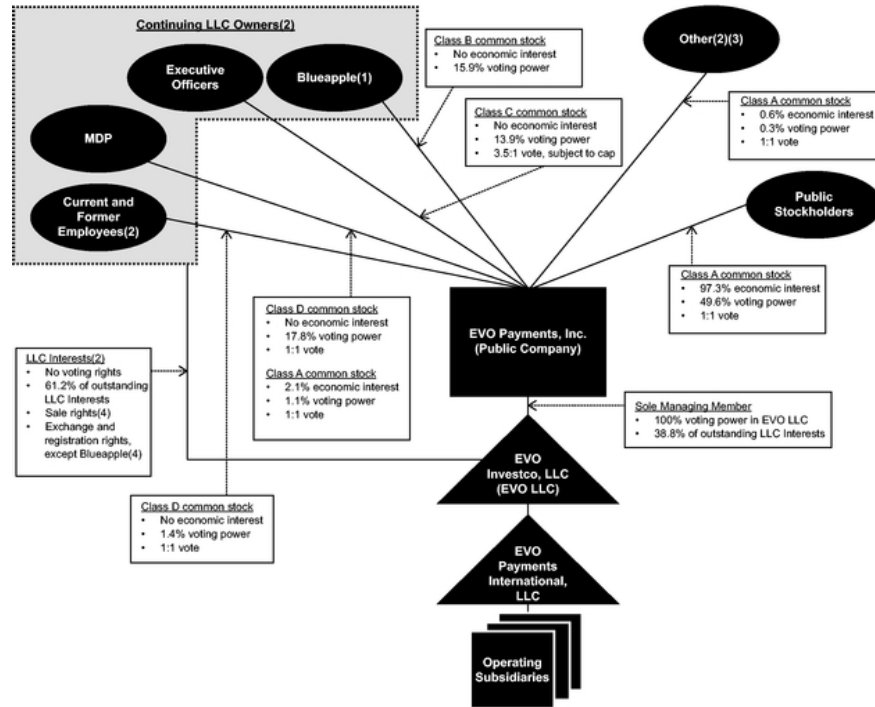 Continuing LLC Owners(2)
Executive
Officers
Blueapple(1)
MDP
Current and
Former
Employees(2)
Other(2)(3)
Public
Stockholders
Class B common stock
• No economic interest
• 15.9% voting power
Class C common stock
• No economic interest
• 13.9% voting power
• 3.5:1 vote, subject to cap
Class A common stock
• 0.6% economic interest
• 0.3% voting power
• 1:1 vote
Class A common stock
• 97.3% economic interest
• 49.6% voting power
• 1:1 vote
Class D common stock
• No economic interest
• 17.8% voting power
• 1:1 vote
Class A common stock
• 2.1% economic interest
• 1.1% voting power
• 1:1 vote
EVO Payments, Inc.
(Public Company)
LLC Interests(2)
• No voting rights
• 61.2% of outstanding
LLC Interests
• Sale rights(4)
• Exchange and
registration rights,
except Blueapple(4)
Sole Managing Member
• 100% voting power in EVO LLC
• 38.8% of outstanding LLC Interests
EVO
Investco, LLC
(EVO LLC)
Class D common stock
• No economic interest
• 1.4% voting power
• 1:1 vote
EVO
Payments
International,
LLC
Operating
Subsidiaries